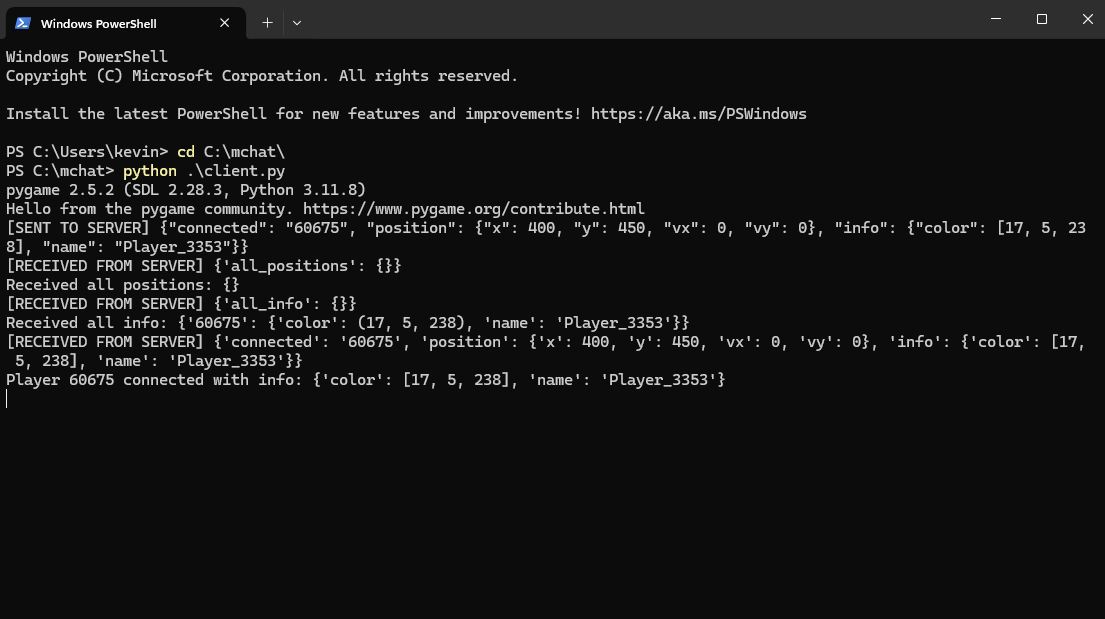 Windows PowerShell
Windows PowerShell
Copyright (C) Microsoft Corporation. All rights reserved.
Install the latest PowerShell for new features and improvements! https://aka.ms/PSWindows
PS C:\Users\kevin> cd C:\mchat\
PS C:\mchat> python .\client.py
pygame 2.5.2 (SDL 2.28.3, Python 3.11.8)
Hello from the pygame community. https://www.pygame.org/contribute.html
[SENT TO SERVER] {"connected": "60675", "position": {"x": 400, "y": 450, "vx": 0, "vy": 0}, "info": {"color": [17, 5, 23
8], "name": "Player_3353"}}
[RECEIVED FROM SERVER] {'all_positions': {}}
Received all positions: {}
[RECEIVED FROM SERVER] {'all_info': {}}
Received all info: {'60675': {'color': (17, 5, 238), 'name': 'Player_3353'}}
[RECEIVED FROM SERVER] {'connected': '60675', 'position': {'x': 400, 'y': 450, 'vx': 0, 'vy': 0}, 'info': {'color': [17,
 5, 238], 'name': 'Player_3353'}}
Player 60675 connected with info: {'color': [17, 5, 238], 'name': 'Player_3353'}